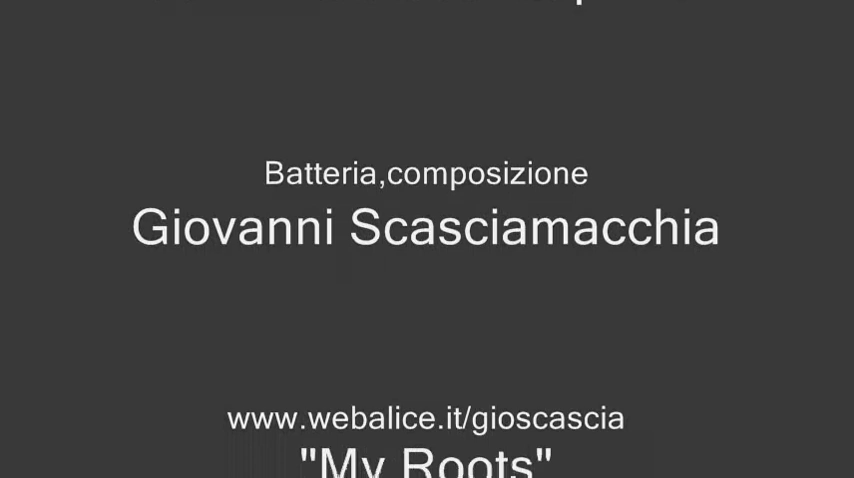 Batteria,composizione
Giovanni Scasciamacchia
www.webalice.it/gioscascia
"My Roots"